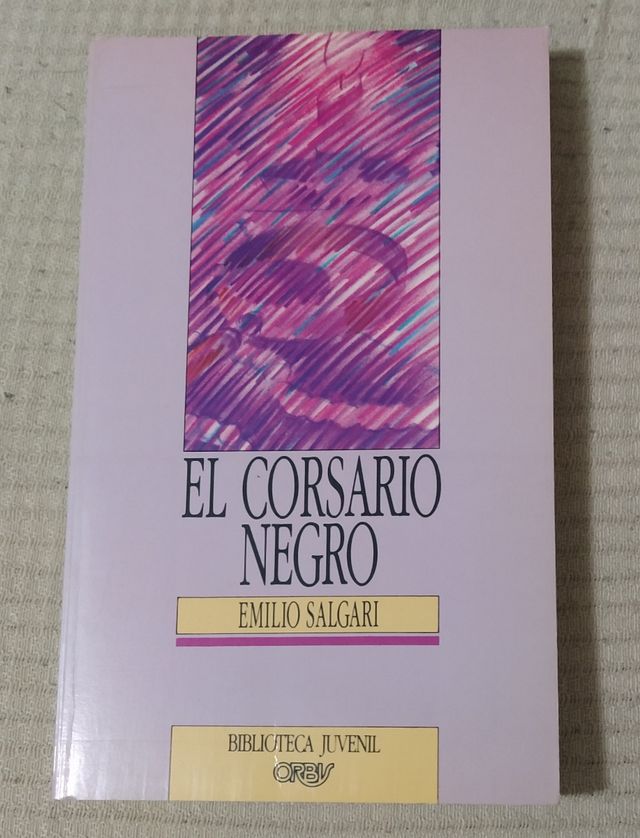 EL CORSARIO
NEGRO
EMILIO SALGARI
BIBLIOTECA JUVENIL
ORBIS